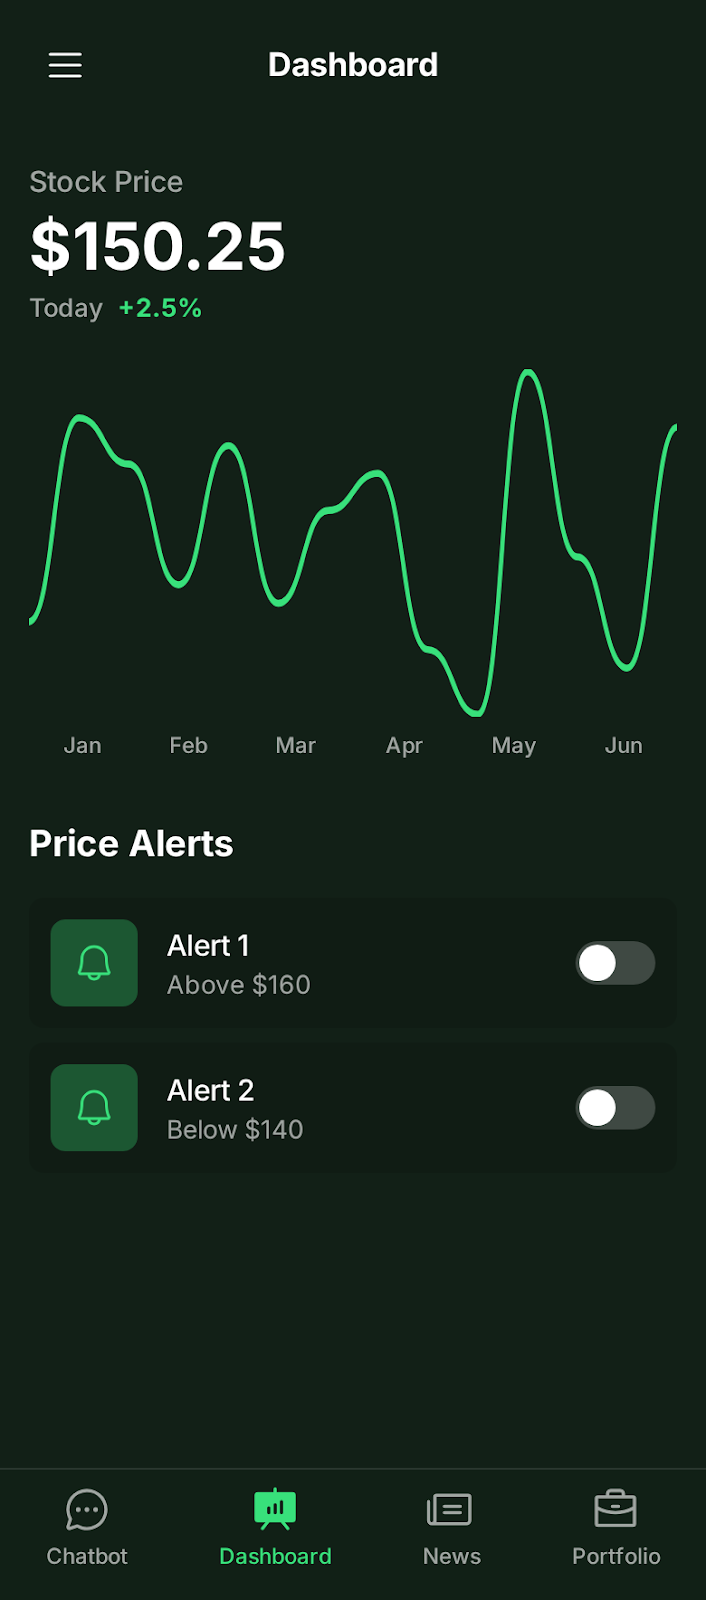 Dashboard
Stock Price
$150.25
Today +2.5%
Jan Feb Mar Apr May Jun
Price Alerts
Alert 1
Above $160
Alert 2
Below $140
Chatbot Dashboard News Portfolio